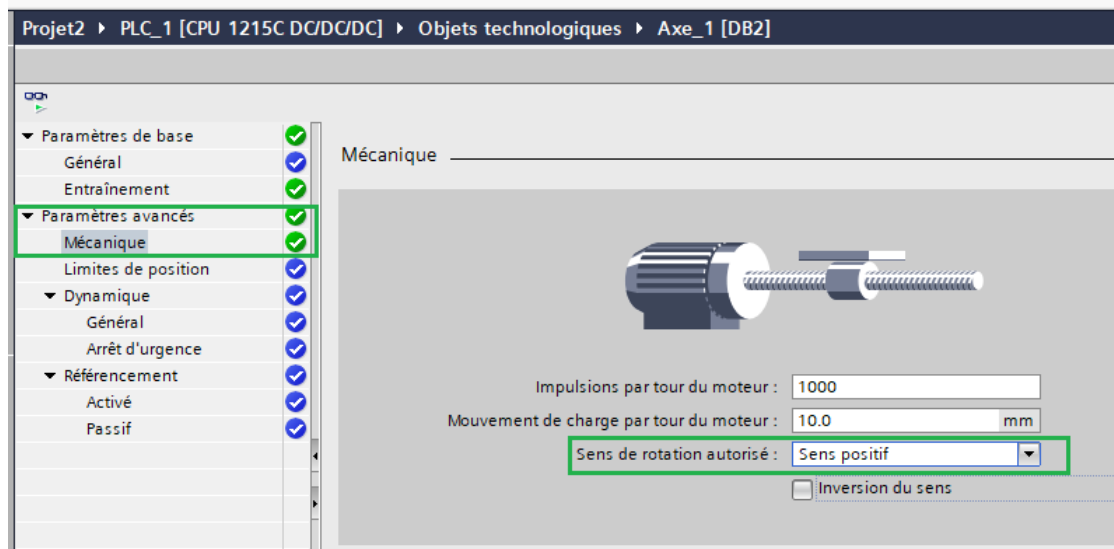 Projet2 ▸ PLC_1 [CPU 1215C DC/DC/DC] ▸ Objets technologiques ▸ Axe_1 [DB2]
Paramètres de base
Général
Entraînement
Paramètres avancés
Mécanique
Limites de position
Dynamique
Général
Arrêt d'urgence
Référencement
Activé
Passif
Mécanique
Impulsions par tour du moteur : 1000
Mouvement de charge par tour du moteur : 10.0 mm
Sens de rotation autorisé : Sens positif
Inversion du sens